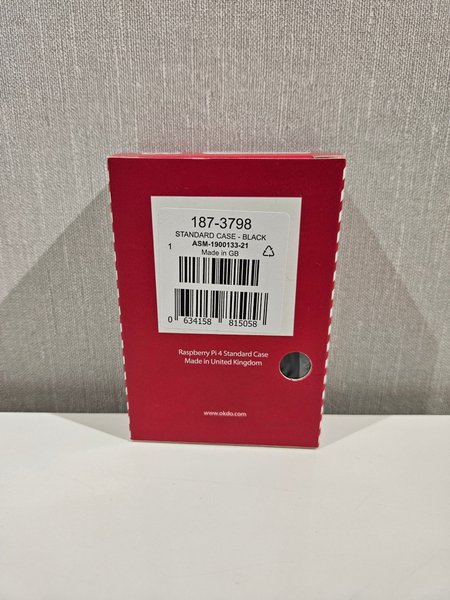 187-3798
STANDARD CASE - BLACK
1 ASM-1900133-21
Made in GB
0 634158 815058
Raspberry Pi 4 Standard Case
Made in United Kingdom
www.okdo.com